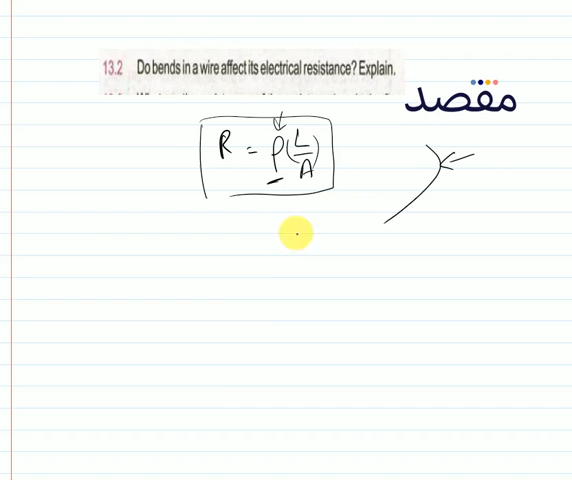 13.2 Do bends in a wire affect its electrical resistance? Explain.
مقصد
R = ρ(L/A)